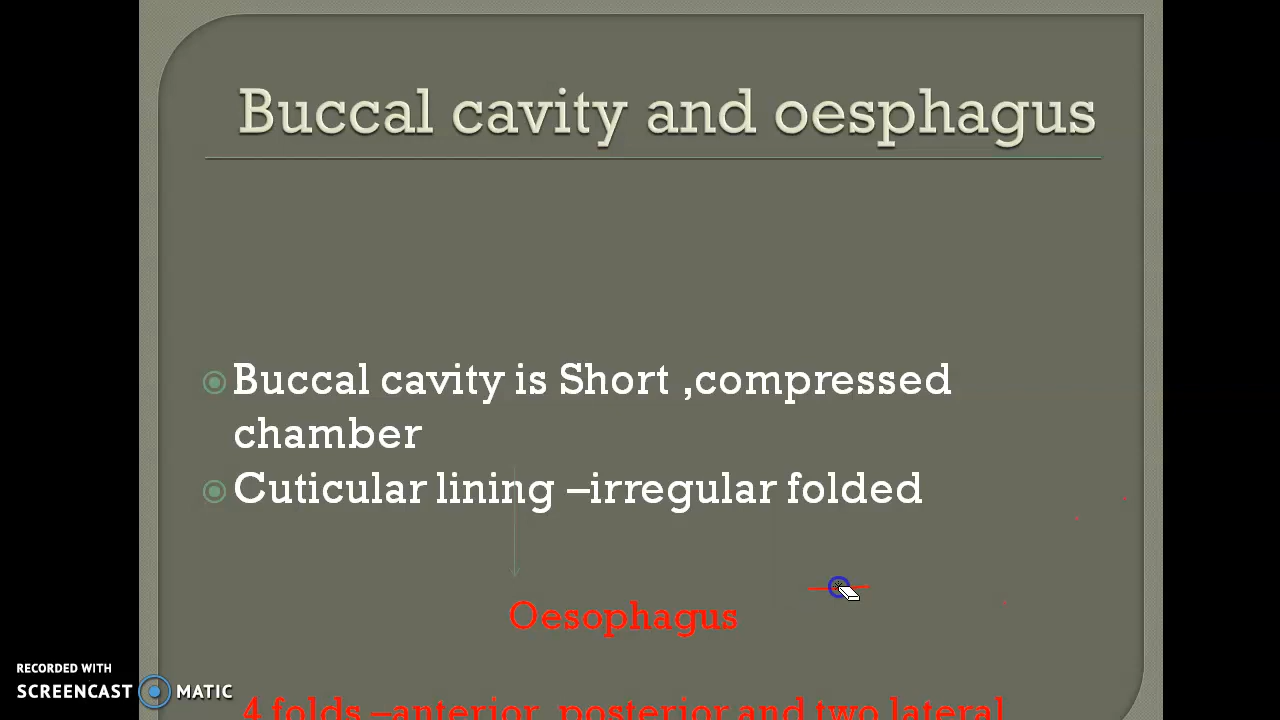 Buccal cavity and oesphagus
Buccal cavity is Short ,compressed
chamber
Cuticular lining –irregular folded
Oesophagus
4 folds –anterior, posterior and two lateral
RECORDED WITH
SCREENCAST MATIC